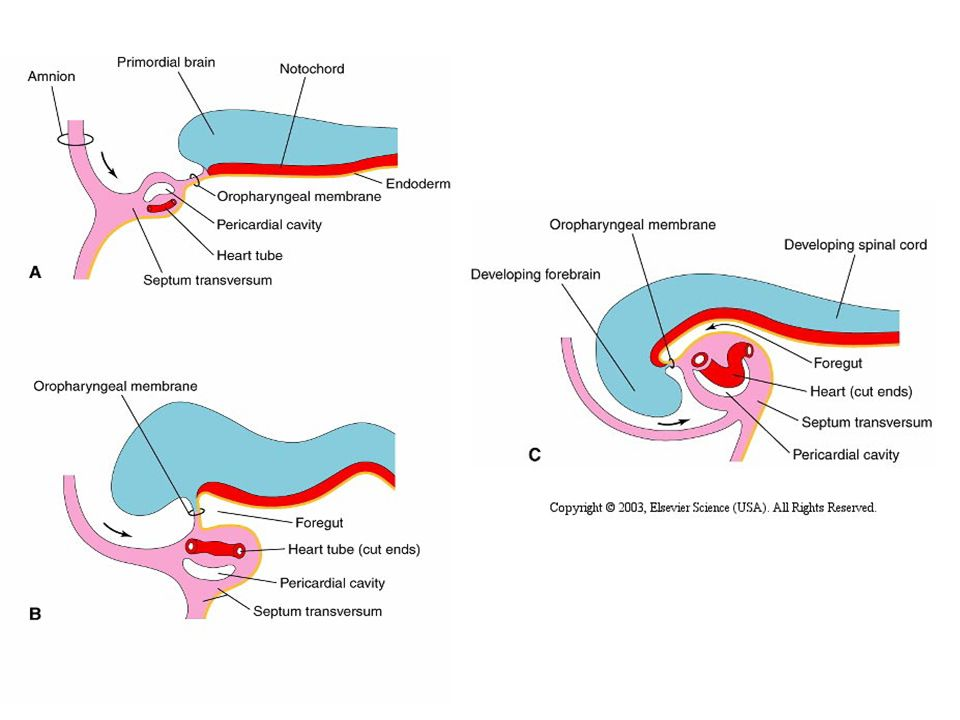 Amnion
Primordial brain
Notochord
Endoderm
Oropharyngeal membrane
Pericardial cavity
Heart tube
Septum transversum
A
Oropharyngeal membrane
Foregut
Heart tube (cut ends)
Pericardial cavity
Septum transversum
B
Oropharyngeal membrane
Developing spinal cord
Developing forebrain
Foregut
Heart (cut ends)
Septum transversum
Pericardial cavity
C
Copyright © 2003, Elsevier Science (USA). All Rights Reserved.